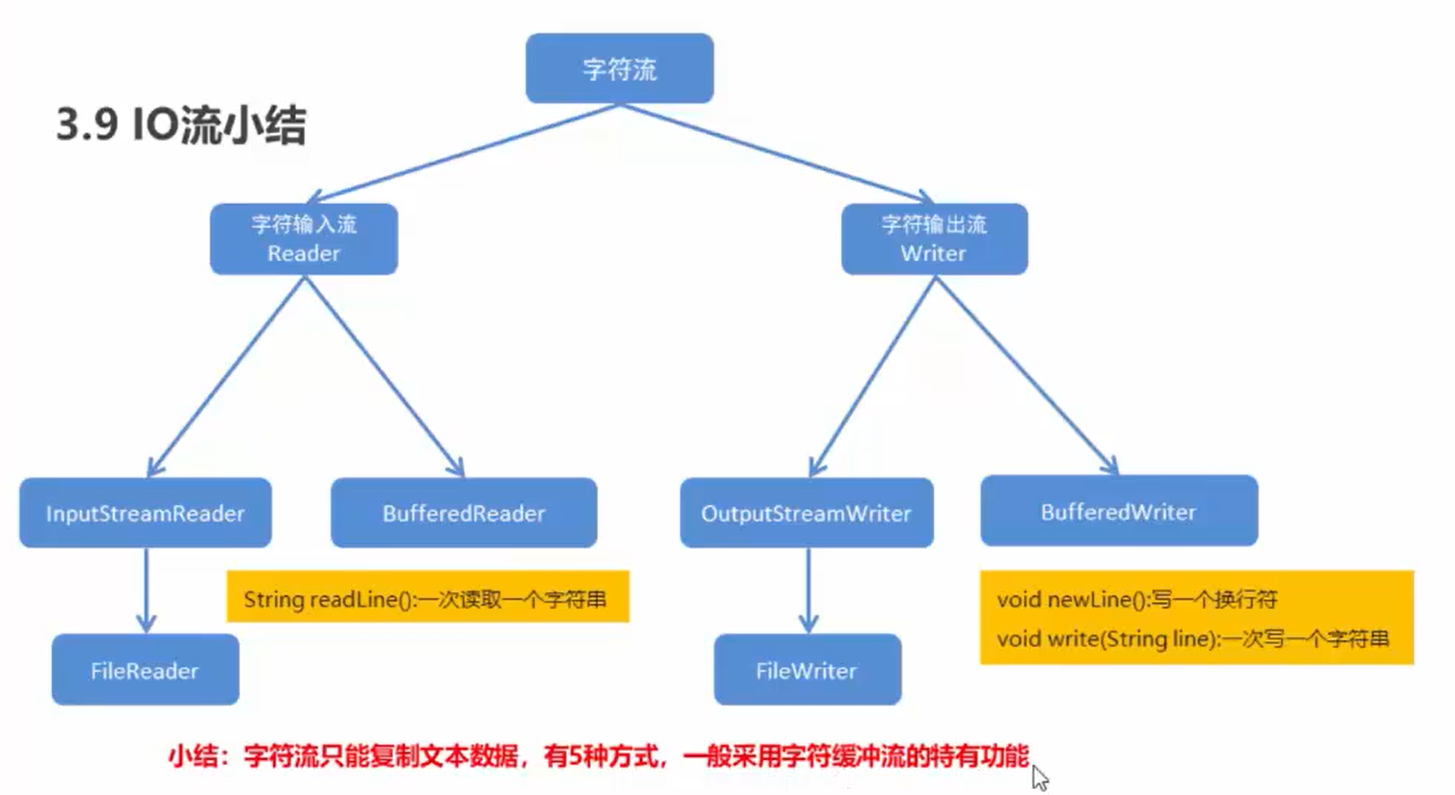 字符流
3.9 IO流小结
字符输入流
Reader
字符输出流
Writer
InputStreamReader
BufferedReader
OutputStreamWriter
BufferedWriter
String readLine():一次读取一个字符串
void newLine():写一个换行符
void write(String line):一次写一个字符串
FileReader
FileWriter
小结：字符流只能复制文本数据，有5种方式，一般采用字符缓冲流的特有功能